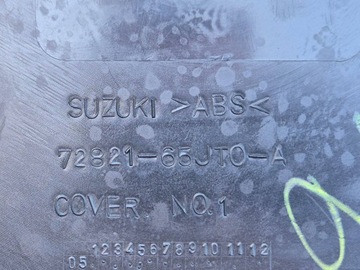 SUZUKI >ABS<
72821-65JT0-A
COVER. NO.1
1 2 3 4 5 6 7 8 9 10 11 12
05